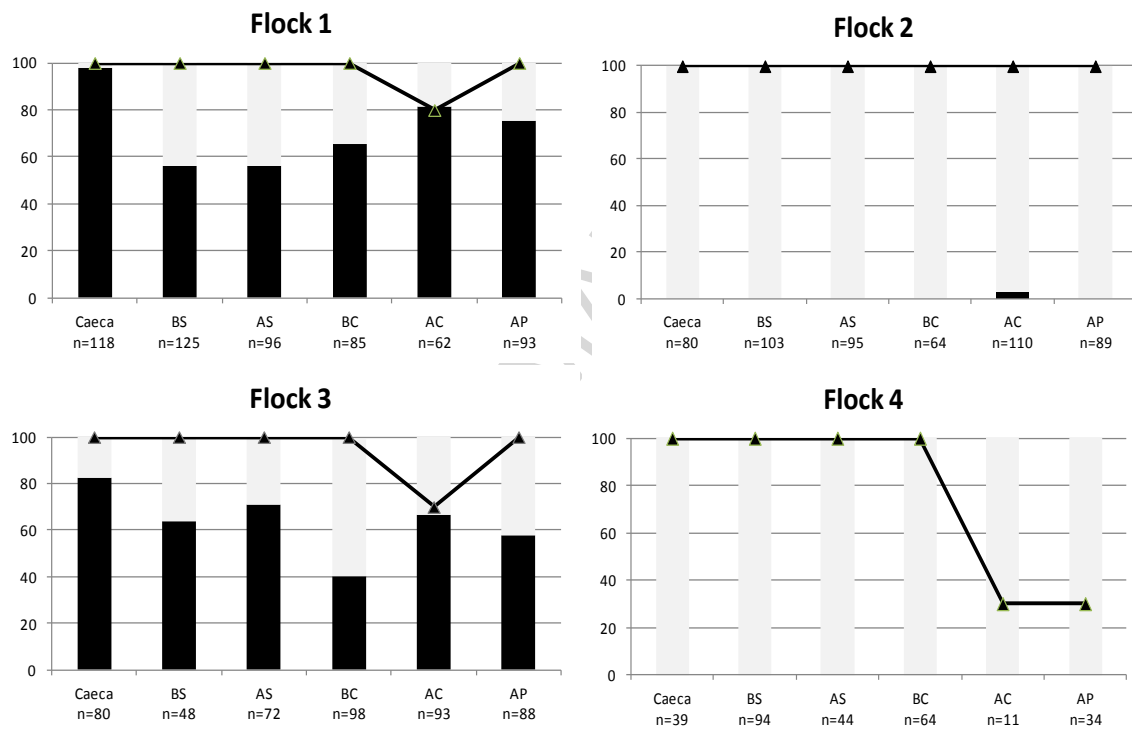 Flock 1
100
80
60
40
20
0
Caeca BS AS BC AC AP
n=118 n=125 n=96 n=85 n=62 n=93
Flock 2
100
80
60
40
20
0
Caeca BS AS BC AC AP
n=80 n=103 n=95 n=64 n=110 n=89
Flock 3
100
80
60
40
20
0
Caeca BS AS BC AC AP
n=80 n=48 n=72 n=98 n=93 n=88
Flock 4
100
80
60
40
20
0
Caeca BS AS BC AC AP
n=39 n=94 n=44 n=64 n=11 n=34